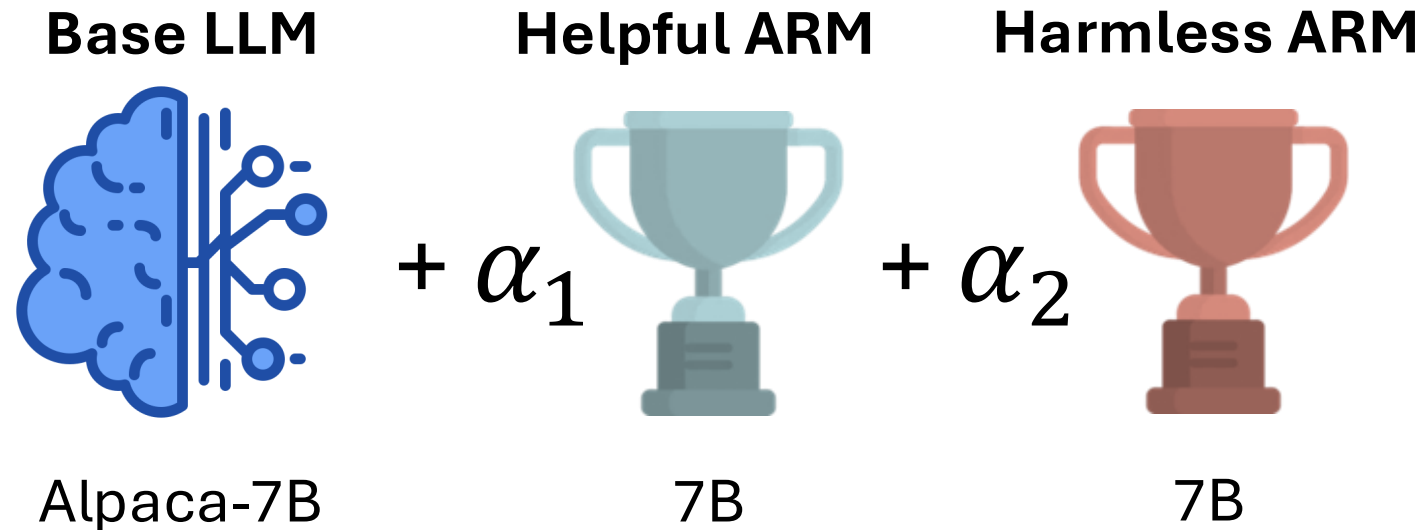 Base LLM Helpful ARM Harmless ARM
+ α₁ + α₂
Alpaca-7B 7B 7B